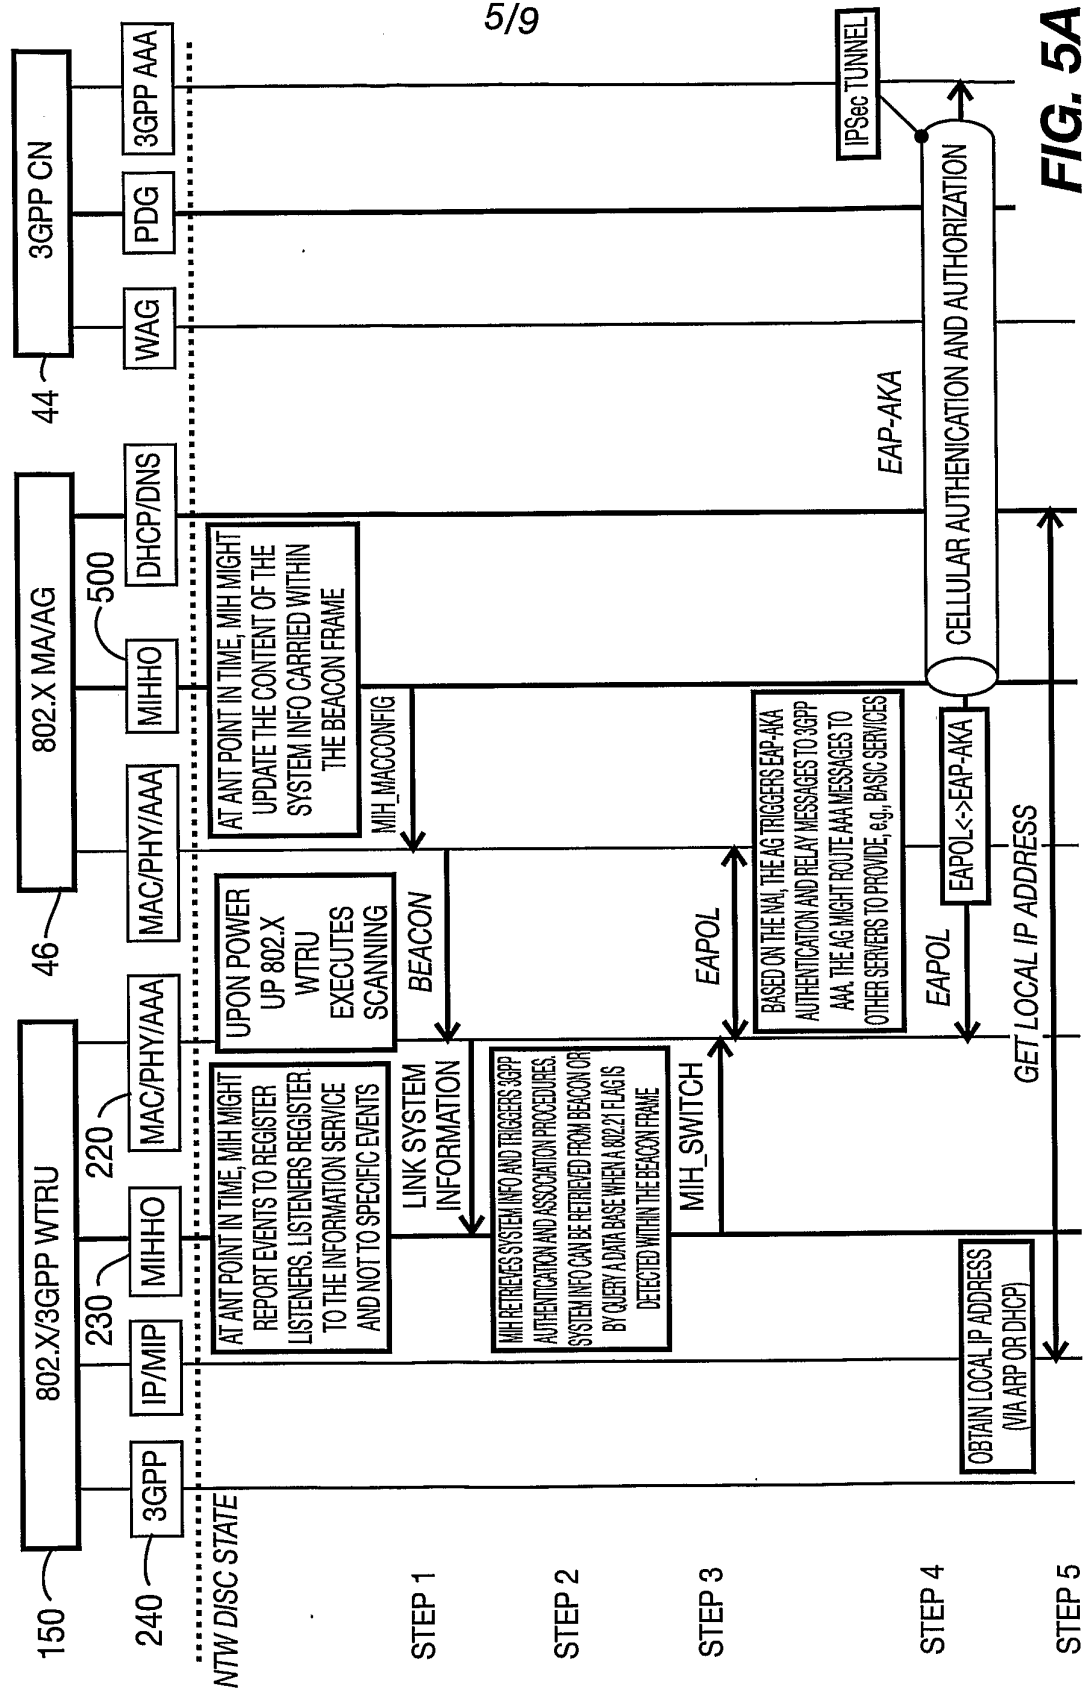 5/9
150
802.X/3GPP WTRU
46
802.X MA/AG
44
3GPP CN
240
3GPP
IP/MIP
230
MIHHO
220
MAC/PHY/AAA
MAC/PHY/AAA
MIHHO
500
DHCP/DNS
WAG
PDG
3GPP AAA
NTW DISC STATE
AT ANT POINT IN TIME, MIH MIGHT
REPORT EVENTS TO REGISTER
LISTENERS. LISTENERS REGISTER
TO THE INFORMATION SERVICE
AND NOT TO SPECIFIC EVENTS
UPON POWER
UP 802.X
WTRU
EXECUTES
SCANNING
AT ANT POINT IN TIME, MIH MIGHT
UPDATE THE CONTENT OF THE
SYSTEM INFO CARRIED WITHIN
THE BEACON FRAME
STEP 1
LINK SYSTEM
INFORMATION
BEACON
MIH_MACCONFIG
STEP 2
MIH RETRIEVES SYSTEM INFO AND TRIGGERS 3GPP
AUTHENTICATION AND ASSOCIATION PROCEDURES.
SYSTEM INFO CAN BE RETRIEVED FROM BEACON OR
BY QUERY A DATA BASE WHEN A 802.21 FLAG IS
DETECTED WITHIN THE BEACON FRAME
STEP 3
MIH_SWITCH
EAPOL
BASED ON THE NAI, THE AG TRIGGERS EAP-AKA
AUTHENTICATION AND RELAY MESSAGES TO 3GPP
AAA. THE AG MIGHT ROUTE AAA MESSAGES TO
OTHER SERVERS TO PROVIDE, e.g., BASIC SERVICES
IPSec TUNNEL
STEP 4
EAPOL
EAPOL<->EAP-AKA
EAP-AKA
CELLULAR AUTHENICATION AND AUTHORIZATION
OBTAIN LOCAL IP ADDRESS
(VIA ARP OR DHCP)
STEP 5
GET LOCAL IP ADDRESS
FIG. 5A